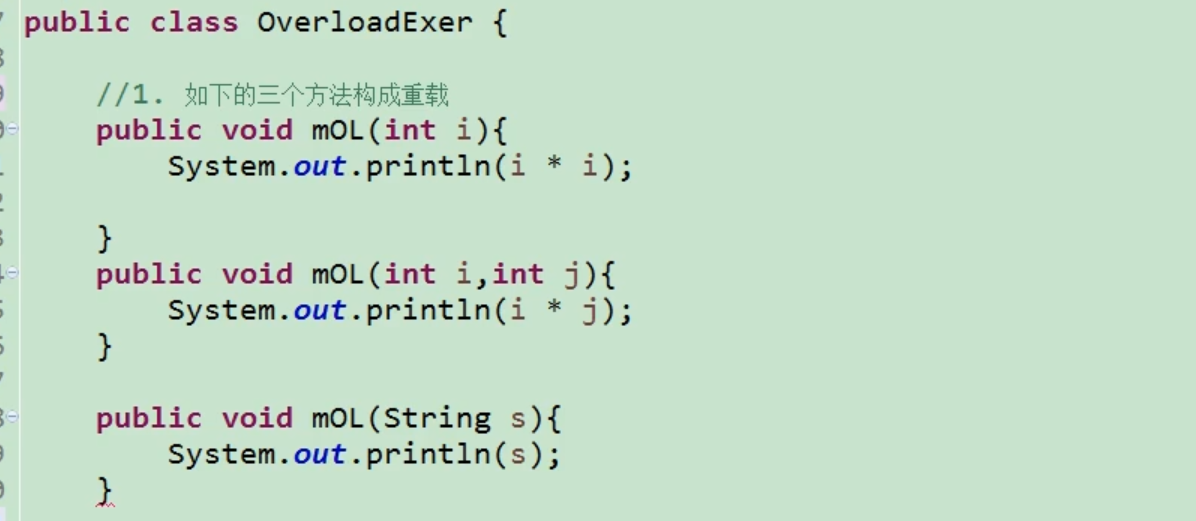 public class OverloadExer {
//1. 如下的三个方法构成重载
public void mOL(int i){
System.out.println(i * i);
}
public void mOL(int i,int j){
System.out.println(i * j);
}
public void mOL(String s){
System.out.println(s);
}